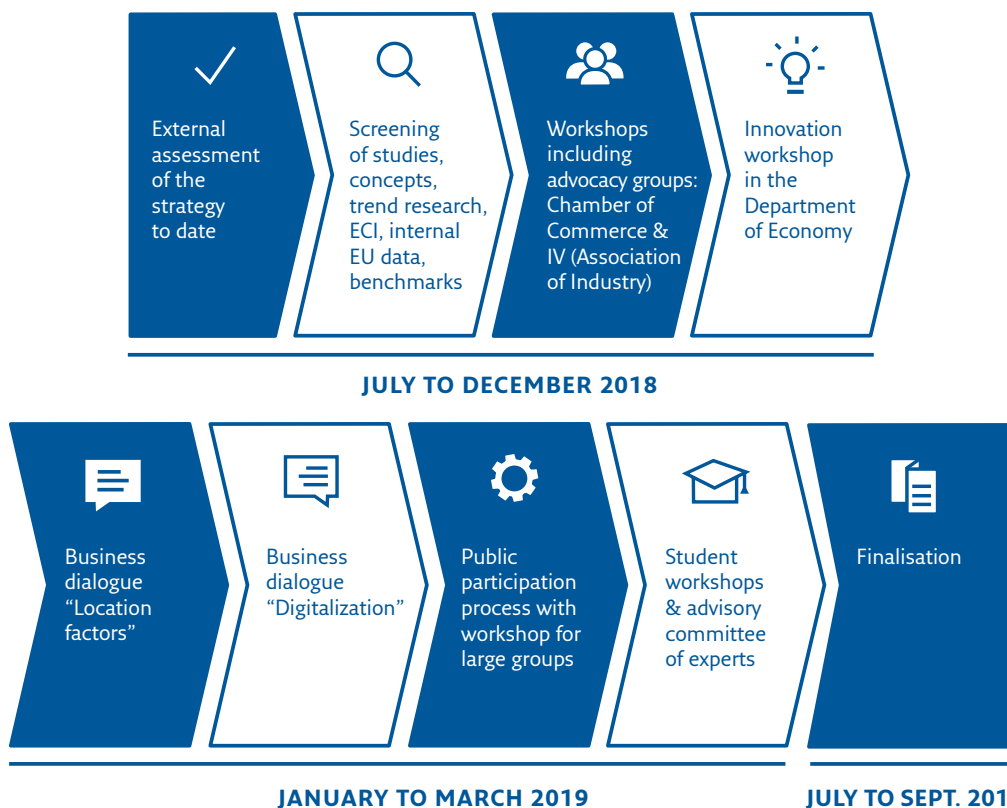 External
assessment
of the
strategy
to date
Screening
of studies,
concepts,
trend research,
ECI, internal
EU data,
benchmarks
Workshops
including
advocacy groups:
Chamber of
Commerce &
IV (Association
of Industry)
Innovation
workshop
in the
Department
of Economy
JULY TO DECEMBER 2018
Business
dialogue
“Location
factors”
Business
dialogue
“Digitalization”
Public
participation
process with
workshop for
large groups
Student
workshops
& advisory
committee
of experts
Finalisation
JANUARY TO MARCH 2019
JULY TO SEPT. 201